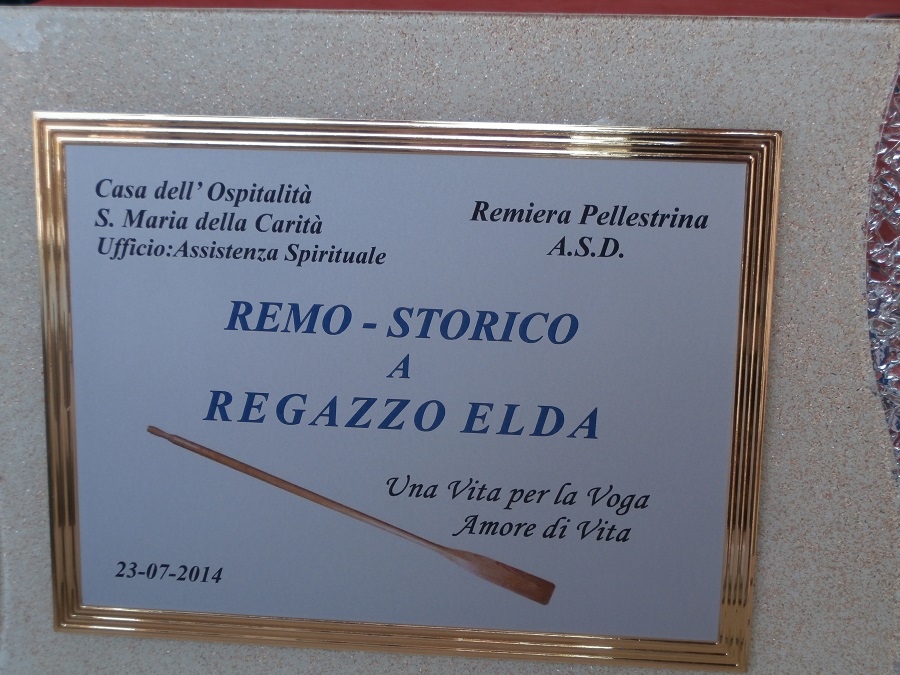 Casa dell' Ospitalità
S. Maria della Carità
Ufficio:Assistenza Spirituale
Remiera Pellestrina
A.S.D.
REMO - STORICO
A
REGAZZO ELDA
Una Vita per la Voga
Amore di Vita
23-07-2014